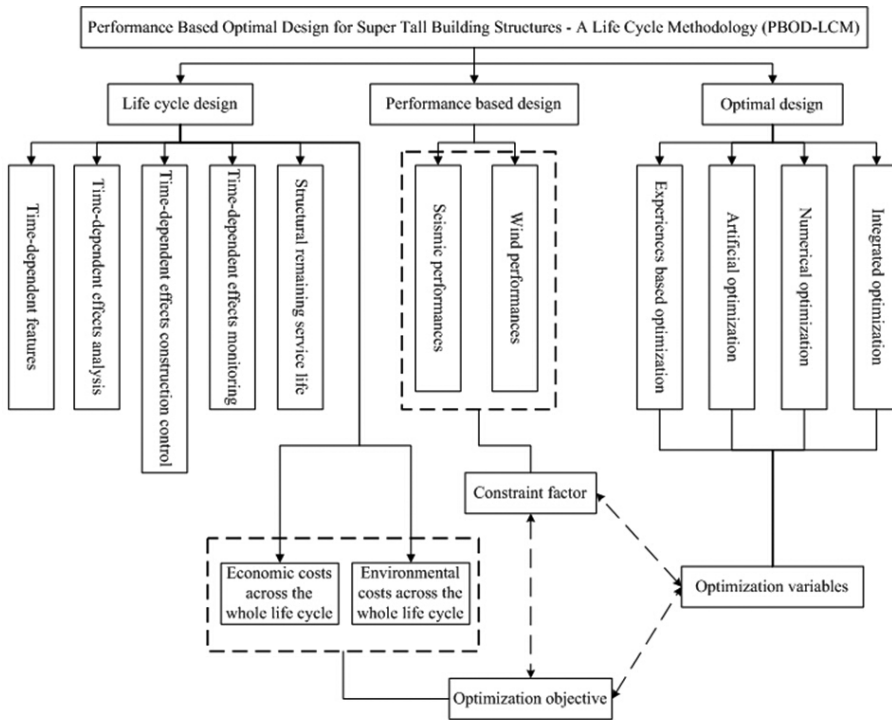 Performance Based Optimal Design for Super Tall Building Structures - A Life Cycle Methodology (PBOD-LCM)
Life cycle design
Performance based design
Optimal design
Time-dependent features
Time-dependent effects analysis
Time-dependent effects construction control
Time-dependent effects monitoring
Structural remaining service life
Seismic performances
Wind performances
Experiences based optimization
Artificial optimization
Numerical optimization
Integrated optimization
Constraint factor
Economic costs
across the
whole life cycle
Environmental
costs across the
whole life cycle
Optimization variables
Optimization objective